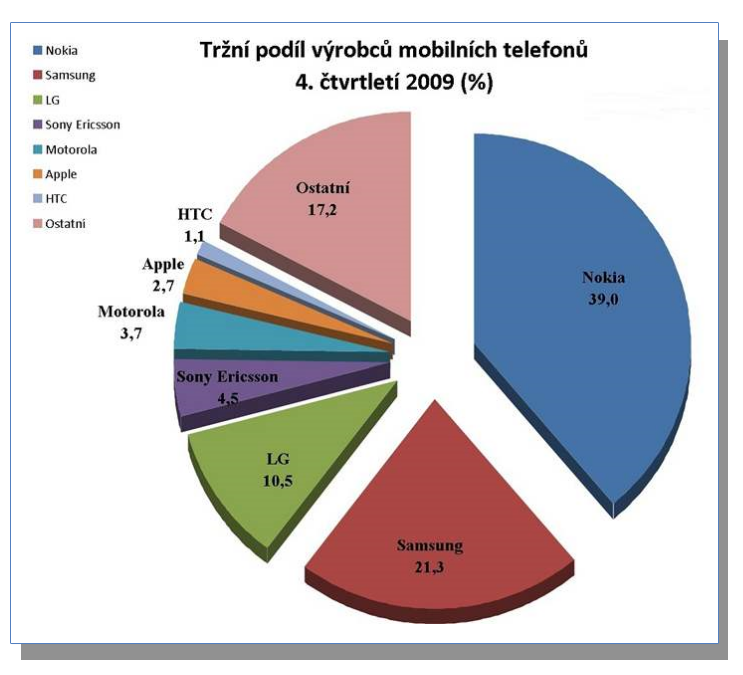 Tržní podíl výrobců mobilních telefonů
4. čtvrtletí 2009 (%)
Nokia
Samsung
LG
Sony Ericsson
Motorola
Apple
HTC
Ostatní
Ostatní
17,2
HTC
1,1
Apple
2,7
Motorola
3,7
Sony Ericsson
4,5
LG
10,5
Samsung
21,3
Nokia
39,0